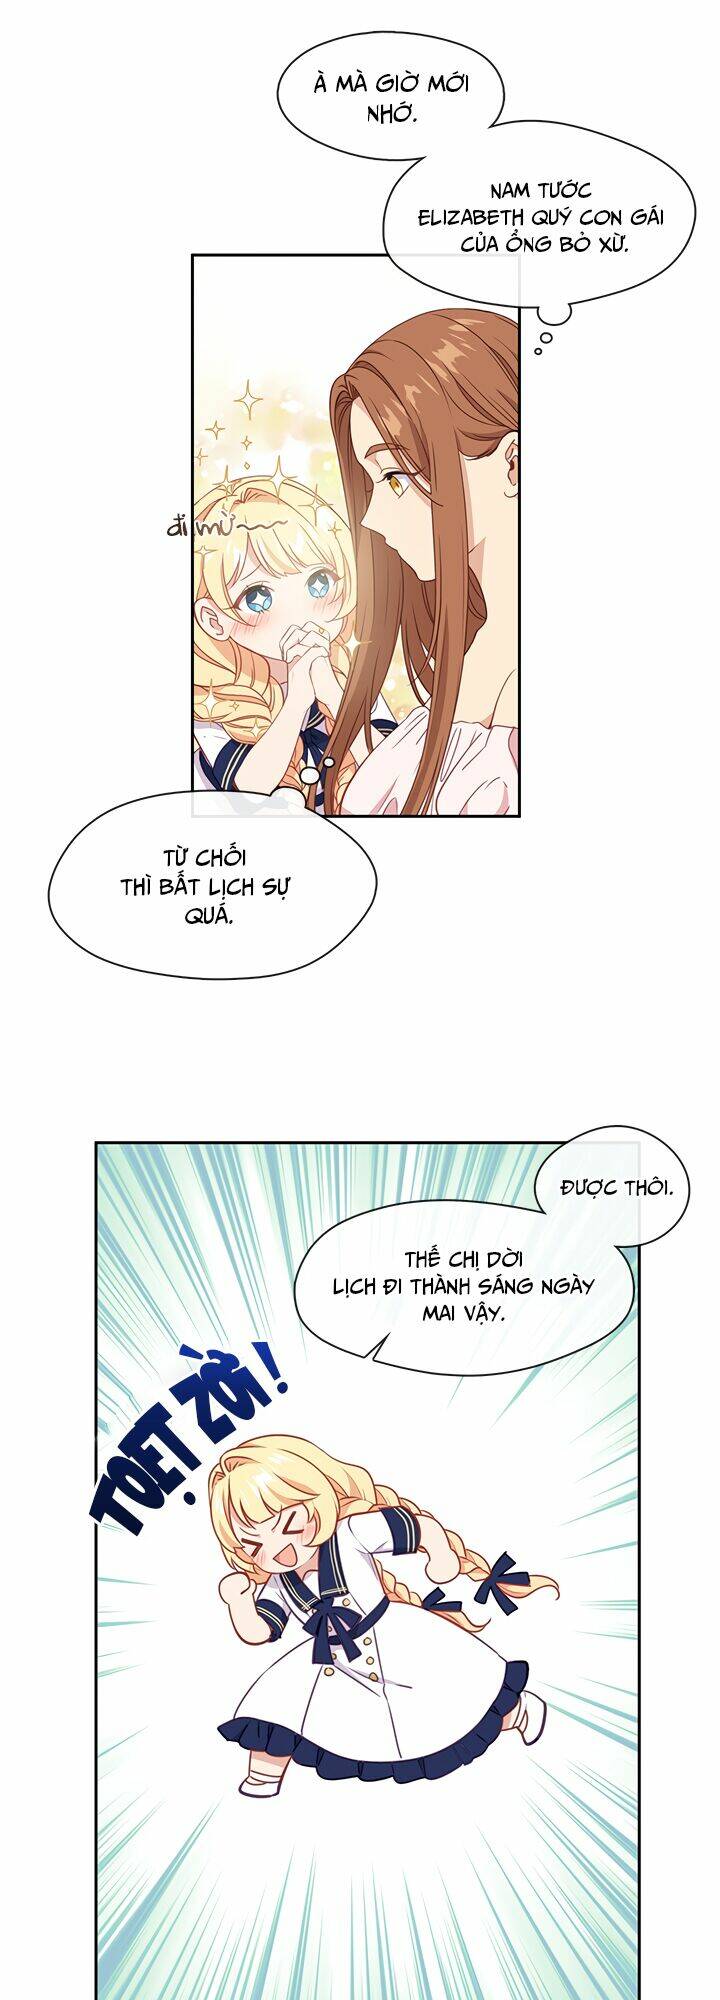 À MÀ GIỜ MỚI
NHỚ.
NAM TƯỚC
ELIZABETH QUÝ CON GÁI
CỦA ỔNG BỎ XỪ.
đi mừ~~~
TỪ CHỐI
THÌ BẤT LỊCH SỰ
QUÁ.
ĐƯỢC THÔI.
THẾ CHỊ DỜI
LỊCH ĐI THÀNH SÁNG NGÀY
MAI VẬY.
TOẸT ZỜI!